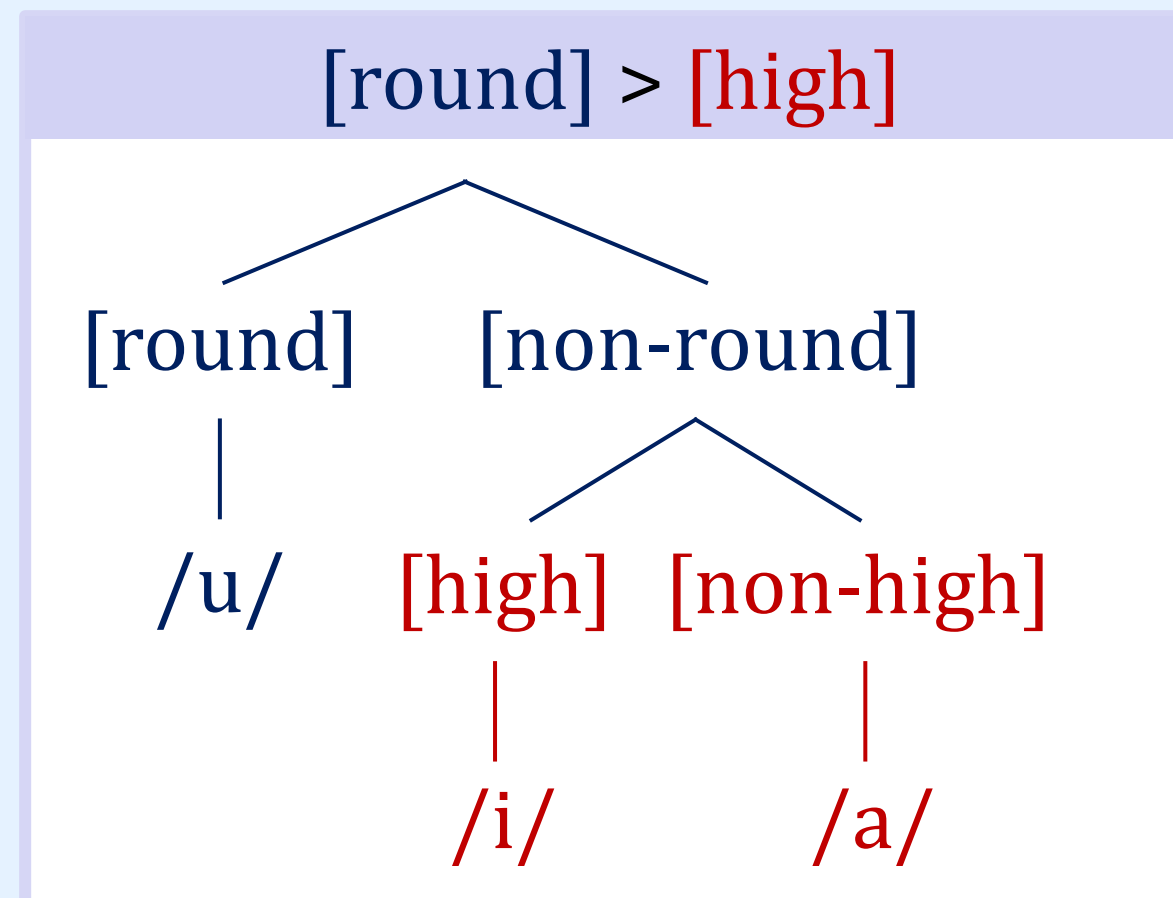 [round] > [high]
[round] [non-round]
/u/ [high] [non-high]
/i/ /a/